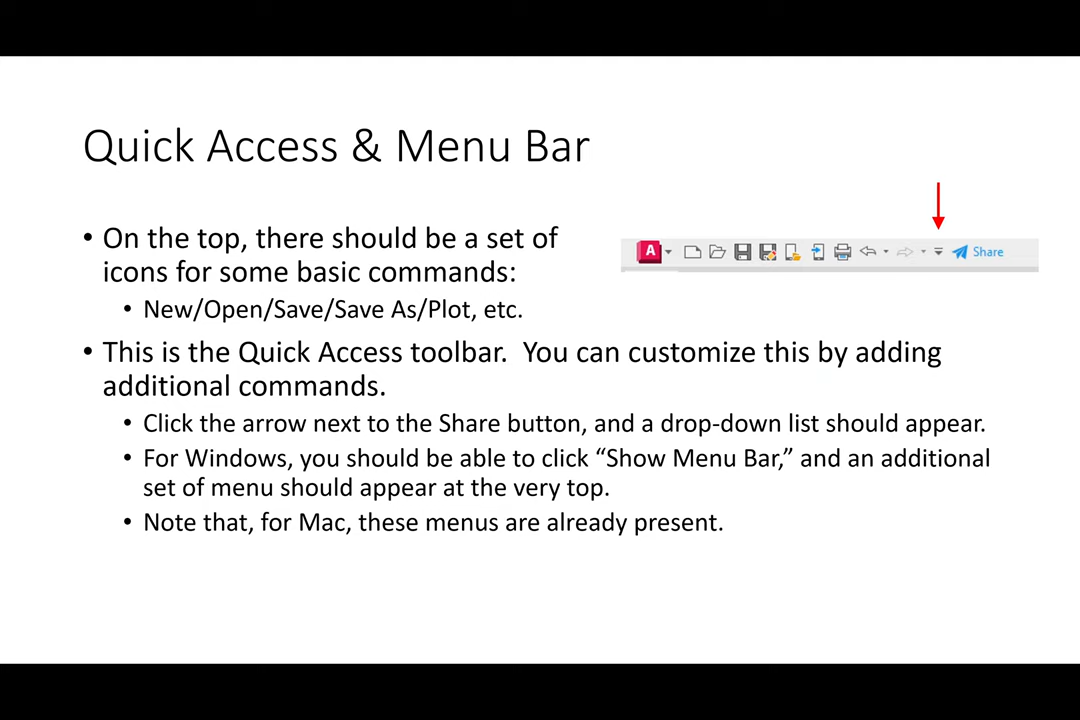 Quick Access & Menu Bar
• On the top, there should be a set of
icons for some basic commands:
• New/Open/Save/Save As/Plot, etc.
A
Share
• This is the Quick Access toolbar.  You can customize this by adding
additional commands.
• Click the arrow next to the Share button, and a drop-down list should appear.
• For Windows, you should be able to click “Show Menu Bar,” and an additional
set of menu should appear at the very top.
• Note that, for Mac, these menus are already present.